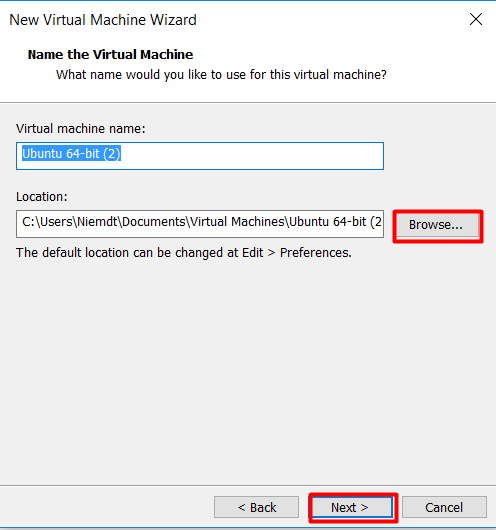 New Virtual Machine Wizard
Name the Virtual Machine
What name would you like to use for this virtual machine?
Virtual machine name:
Ubuntu 64-bit (2)
Location:
C:\Users\Niemdt\Documents\Virtual Machines\Ubuntu 64-bit (2
Browse...
The default location can be changed at Edit > Preferences.
< Back
Next >
Cancel